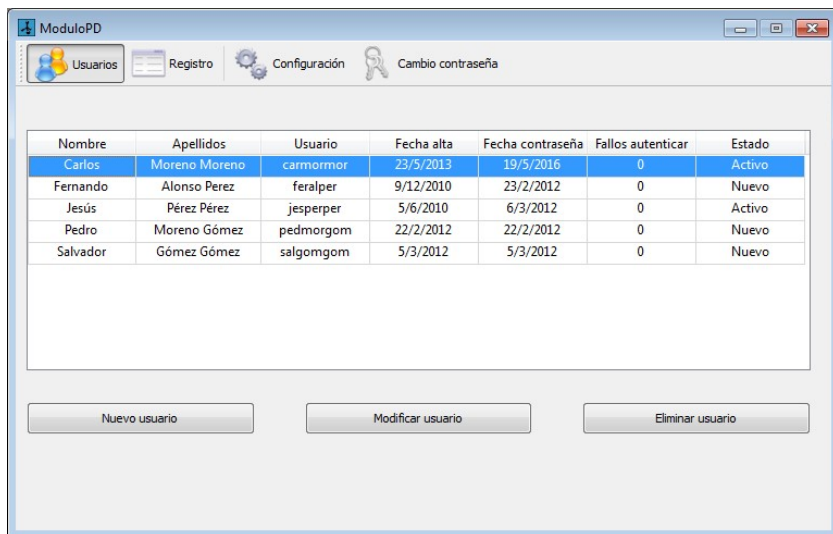 ModuloPD
Usuarios Registro Configuración Cambio contraseña
Nombre Apellidos Usuario Fecha alta Fecha contraseña Fallos autenticar Estado
Carlos Moreno Moreno carmormor 23/5/2013 19/5/2016 0 Activo
Fernando Alonso Perez feralper 9/12/2010 23/2/2012 0 Nuevo
Jesús Pérez Pérez jesperper 5/6/2010 6/3/2012 0 Activo
Pedro Moreno Gómez pedmorgom 22/2/2012 22/2/2012 0 Nuevo
Salvador Gómez Gómez salgomgom 5/3/2012 5/3/2012 0 Nuevo
Nuevo usuario Modificar usuario Eliminar usuario